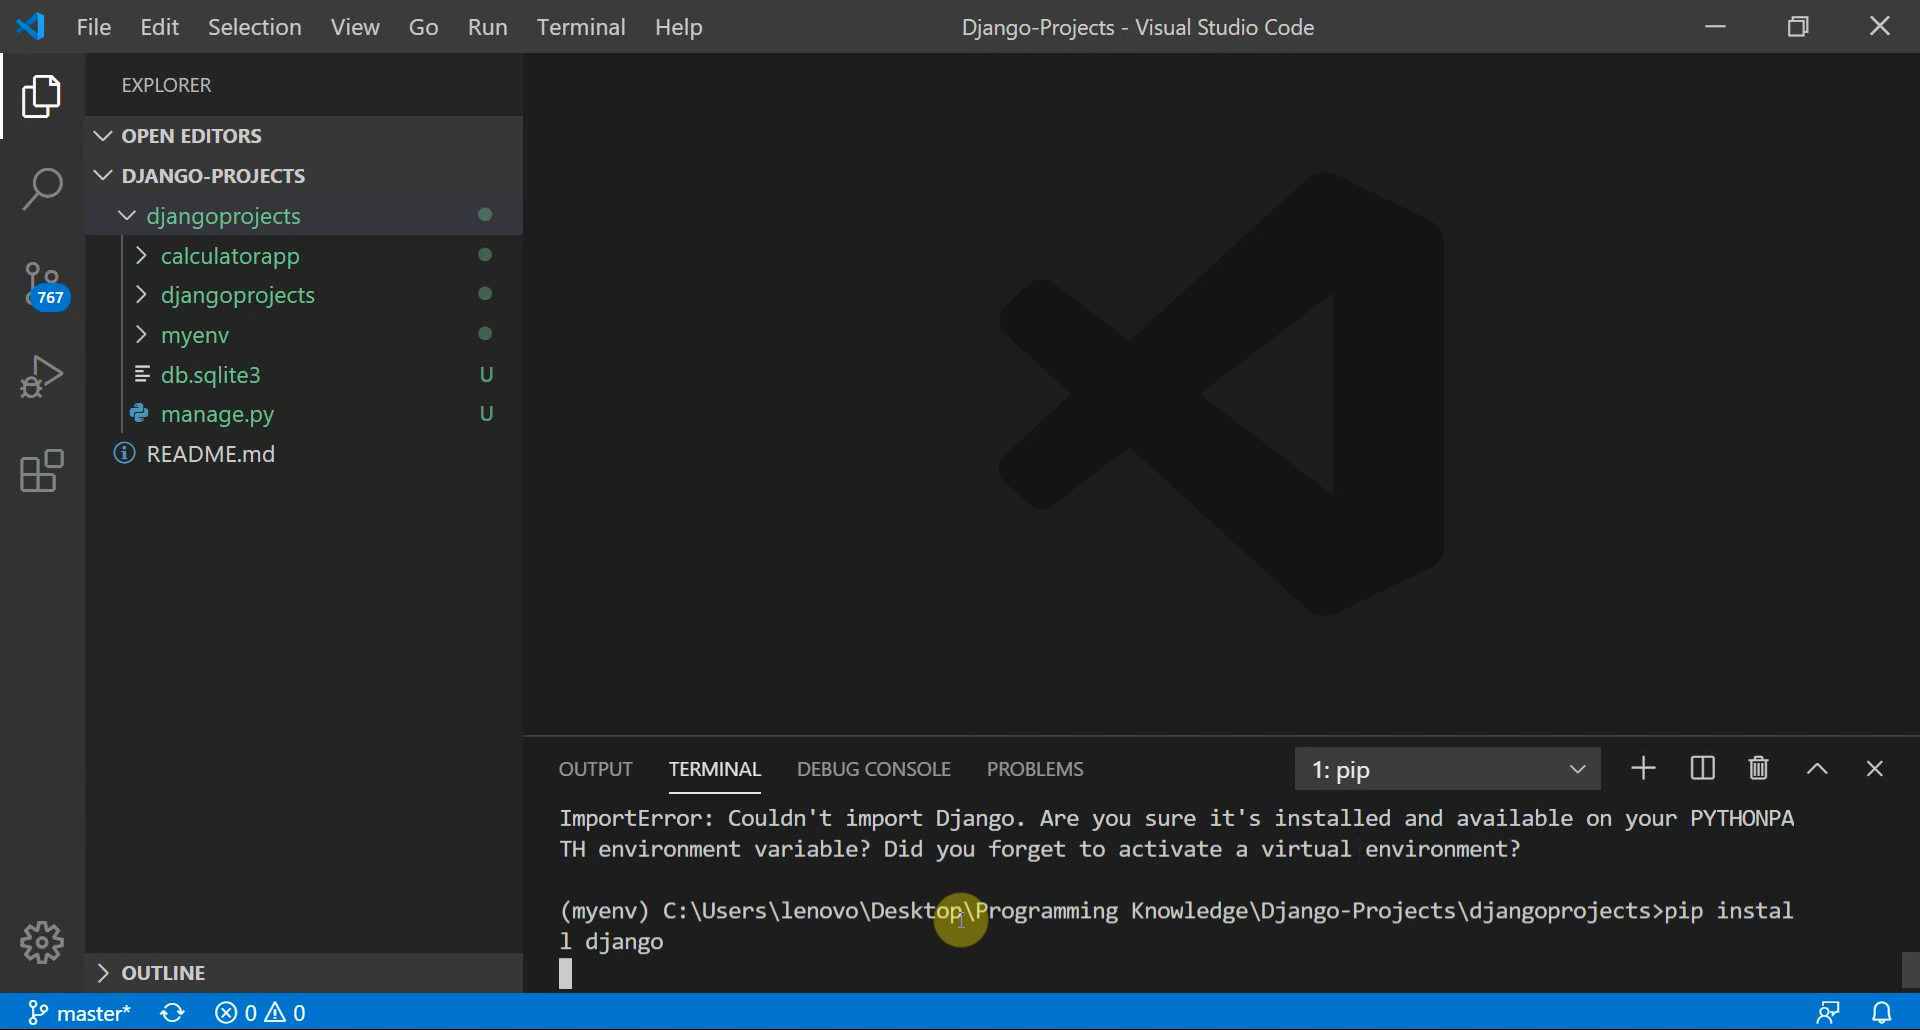 File Edit Selection View Go Run Terminal Help
Django-Projects - Visual Studio Code
EXPLORER
OPEN EDITORS
DJANGO-PROJECTS
djangoprojects
calculatorapp
djangoprojects
767
myenv
db.sqlite3 U
manage.py U
README.md
OUTPUT TERMINAL DEBUG CONSOLE PROBLEMS 1: pip
ImportError: Couldn't import Django. Are you sure it's installed and available on your PYTHONPA
TH environment variable? Did you forget to activate a virtual environment?
(myenv) C:\Users\lenovo\Desktop\Programming Knowledge\Django-Projects\djangoprojects>pip instal
l django
OUTLINE
master* 0 0